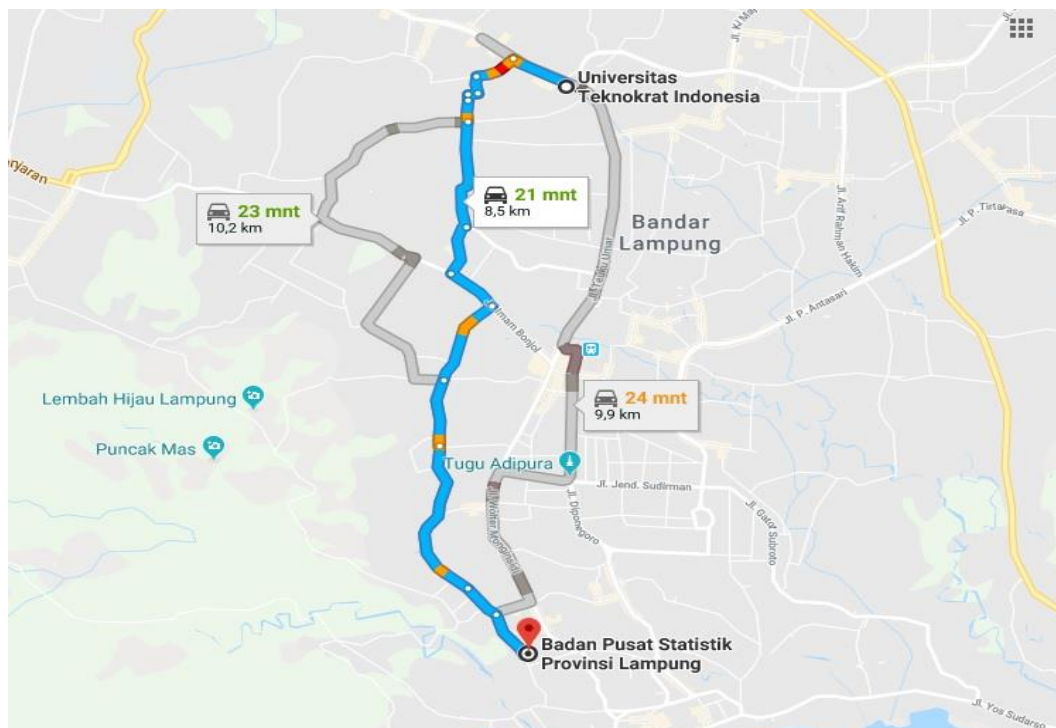 Jl. Ki Maja
Universitas
Teknokrat Indonesia
arjaran
23 mnt
10,2 km
21 mnt
8,5 km
Bandar
Lampung
Jl. Arif Rahman Hakim
Jl. P. Tirtayasa
Jl. Teuku Umar
Jl. P. Antasari
Imam Bonjol
24 mnt
9,9 km
Lembah Hijau Lampung
Puncak Mas
Tugu Adipura
Jl. Jend. Sudirman
Jl. Wolter Monginsidi
Jl. Diponegoro
Jl. Gatot Subroto
Badan Pusat Statistik
Provinsi Lampung
Jl. Yos Sudarso